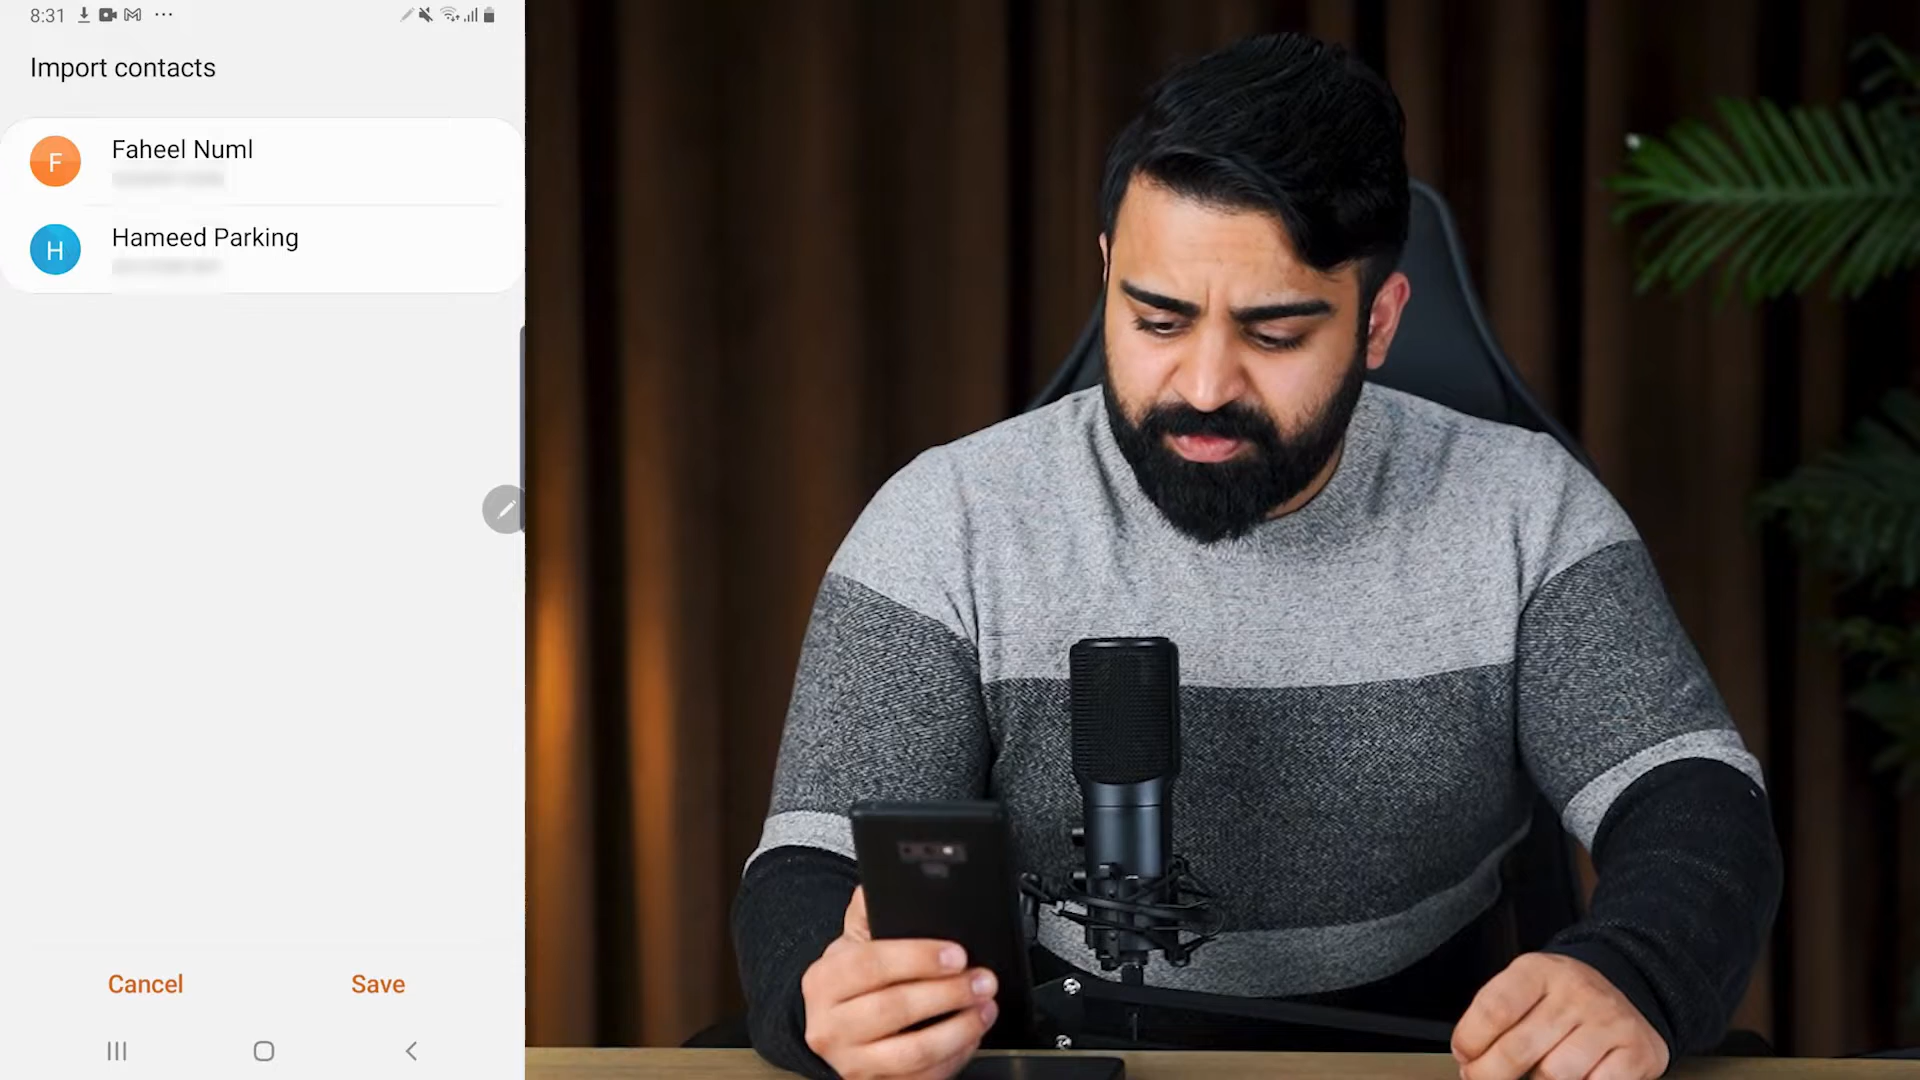 8:31
Import contacts
F
Faheel Numl
H
Hameed Parking
Cancel
Save